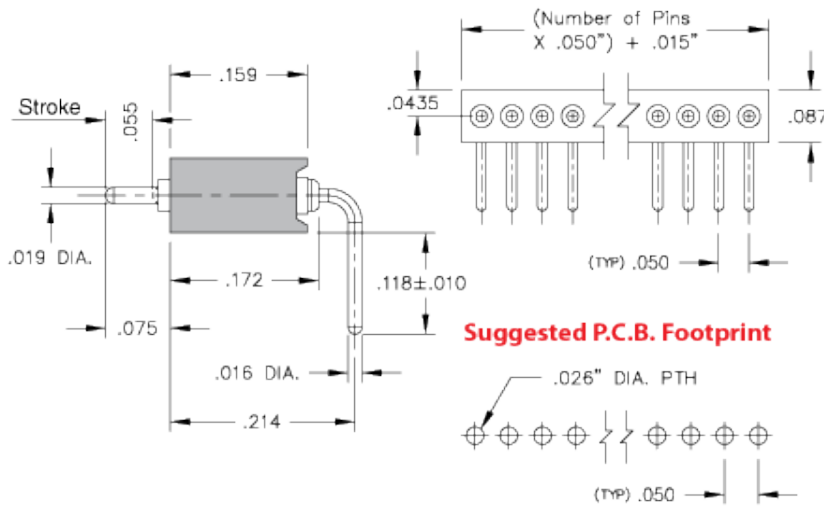 (Number of Pins
X .050") + .015"
.159
Stroke
.055
.0435
.087
.019 DIA.
(TYP) .050
.172
.118±.010
.075
Suggested P.C.B. Footprint
.016 DIA.
.026" DIA. PTH
.214
(TYP) .050